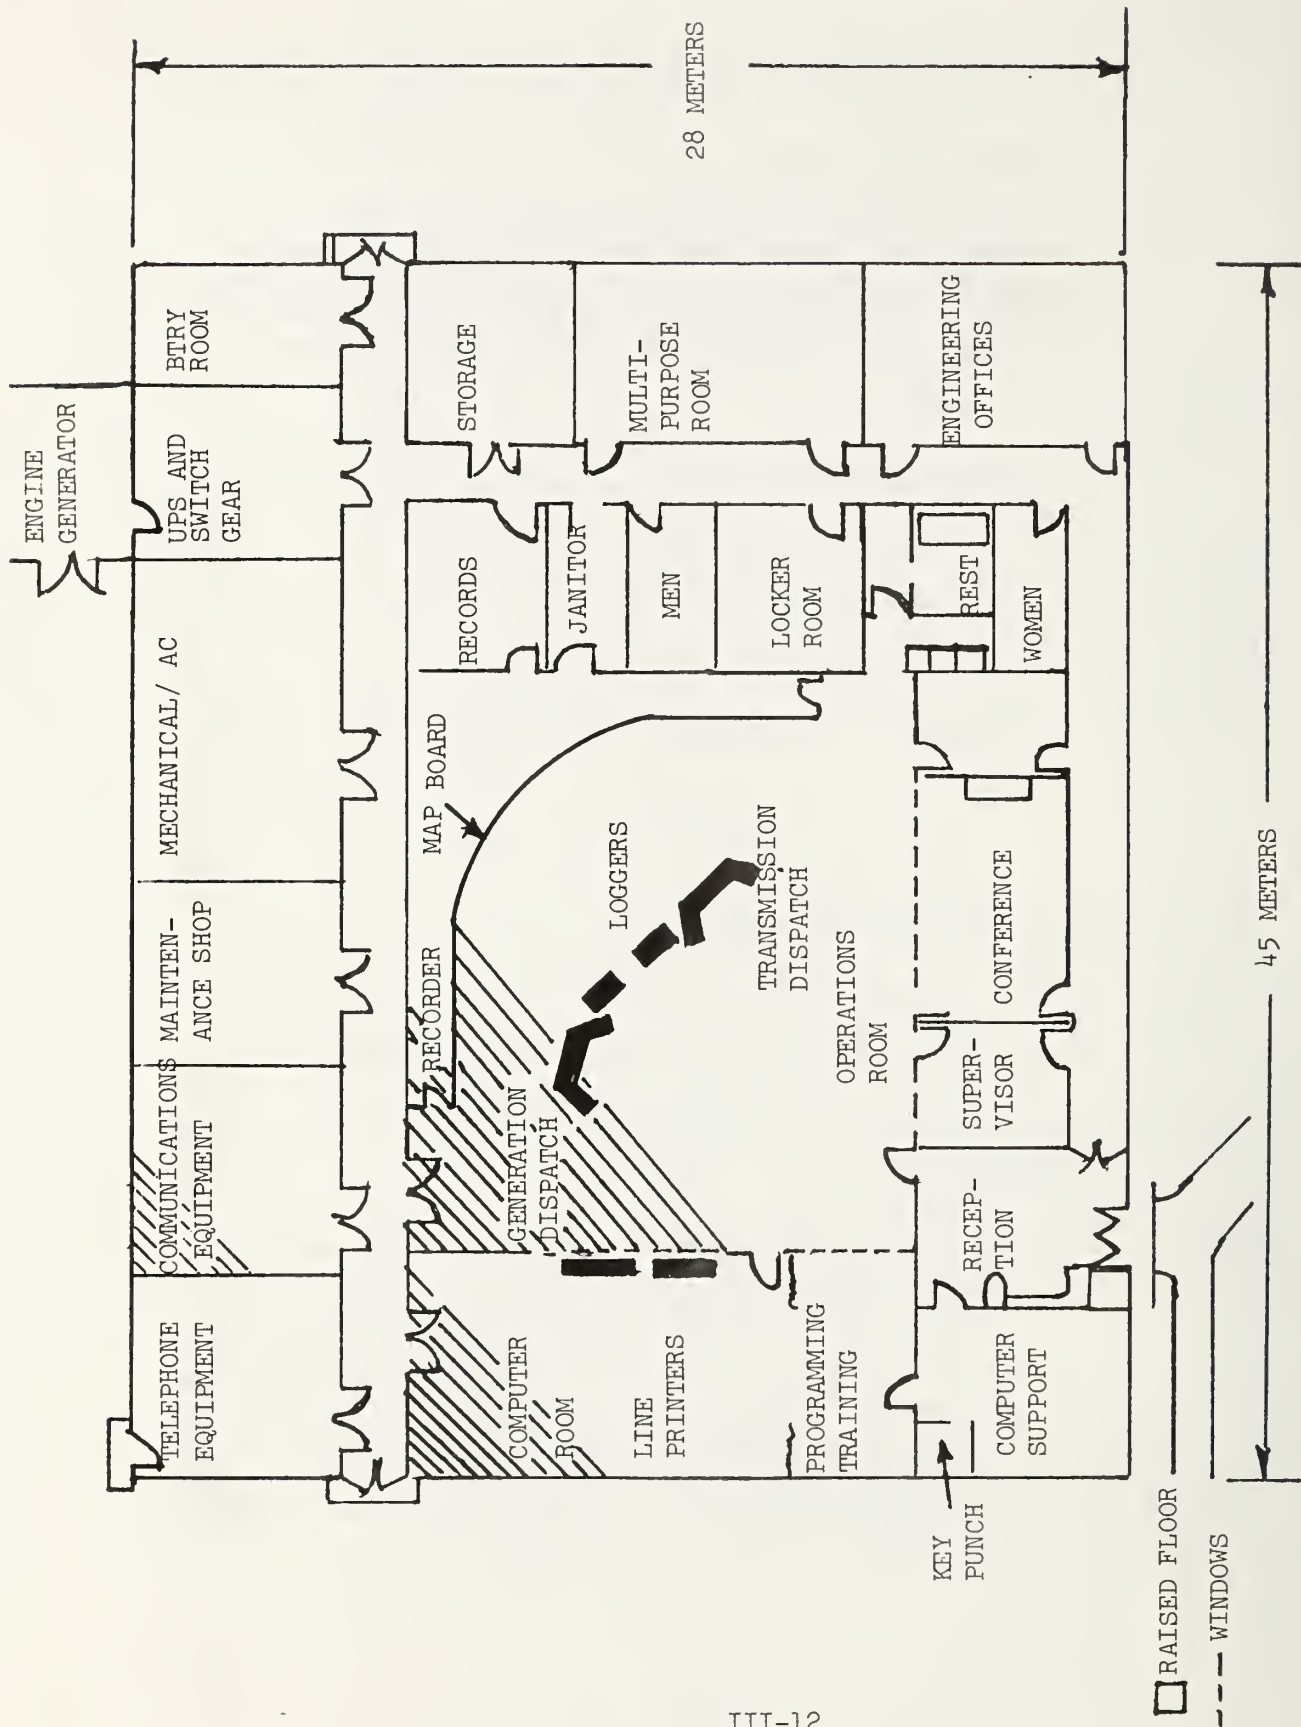 ENGINE
GENERATOR
28 METERS
TELEPHONE
EQUIPMENT
COMMUNICATIONS
EQUIPMENT
MAINTEN-
ANCE SHOP
MECHANICAL/ AC
UPS AND
SWITCH
GEAR
BTRY
ROOM
RECORDER
MAP BOARD
RECORDS
STORAGE
COMPUTER
ROOM
GENERATION
DISPATCH
LOGGERS
JANITOR
LINE
PRINTERS
MEN
MULTI-
PURPOSE
ROOM
TRANSMISSION
DISPATCH
LOCKER
ROOM
PROGRAMMING
TRAINING
OPERATIONS
ROOM
REST
ENGINEERING
OFFICES
KEY
PUNCH
COMPUTER
SUPPORT
RECEP-
TION
SUPER-
VISOR
CONFERENCE
WOMEN
RAISED FLOOR
WINDOWS
45 METERS
III-12